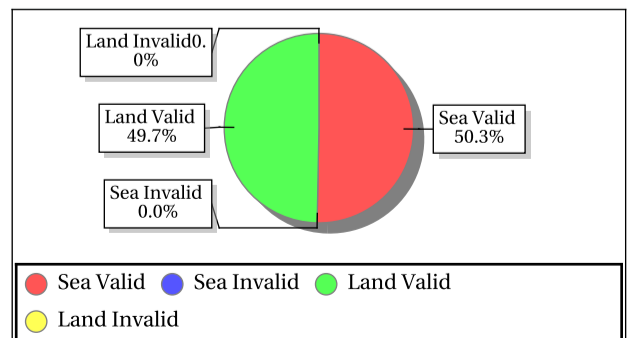 Land Invalid0.
0%
Land Valid
49.7%
Sea Valid
50.3%
Sea Invalid
0.0%
Sea Valid
Sea Invalid
Land Valid
Land Invalid